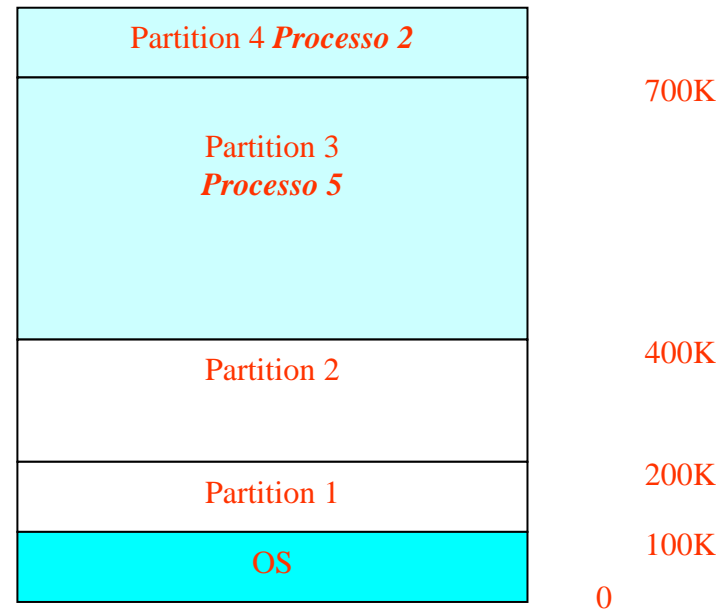 Partition 4 Processo 2
700K
Partition 3
Processo 5
400K
Partition 2
200K
Partition 1
100K
OS
0